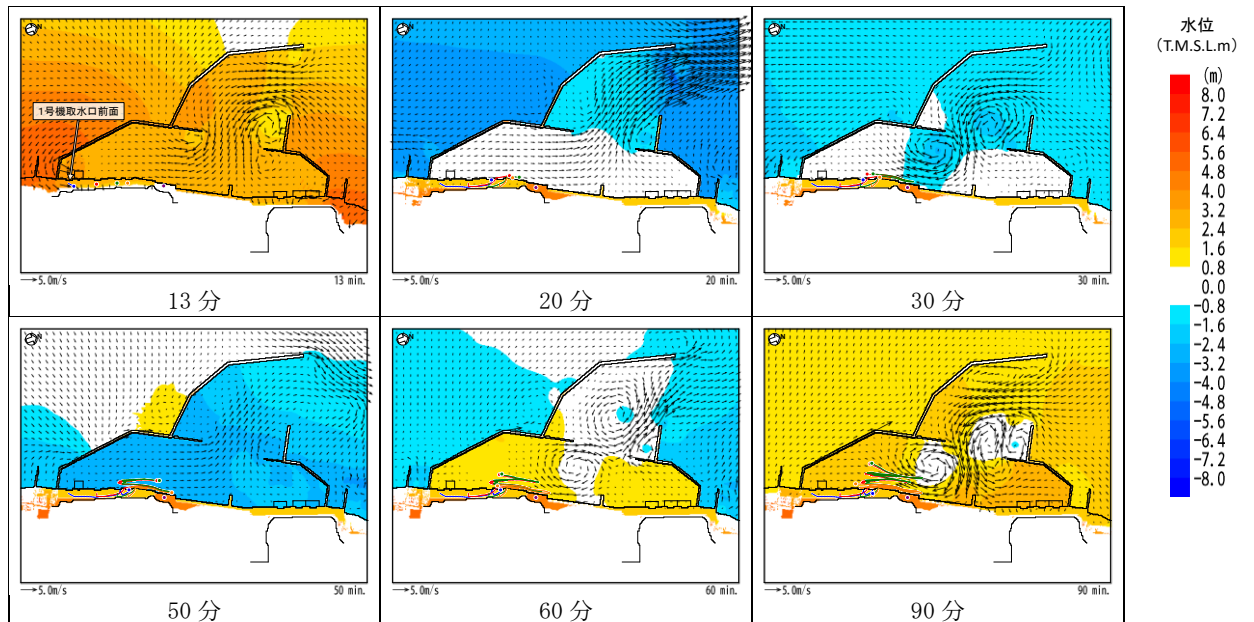 水位
(T.M.S.L.m)
(m)
8.0
7.2
6.4
5.6
4.8
4.0
3.2
2.4
1.6
0.8
0.0
-0.8
-1.6
-2.4
-3.2
-4.0
-4.8
-5.6
-6.4
-7.2
-8.0
N
1号機取水口前面
5.0m/s
13 min.
13 分
N
5.0m/s
20 min.
20 分
N
5.0m/s
30 min.
30 分
N
5.0m/s
50 min.
50 分
N
5.0m/s
60 min.
60 分
N
5.0m/s
90 min.
90 分